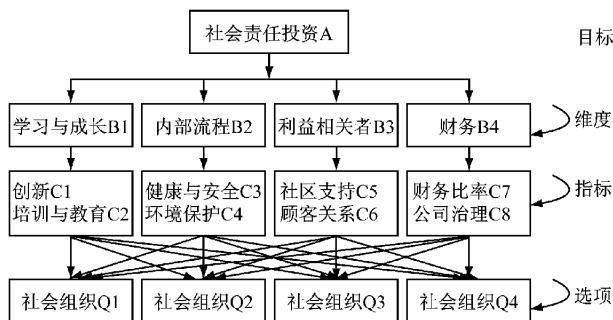 社会责任投资A
目标
学习与成长B1
内部流程B2
利益相关者B3
财务B4
维度
创新C1
培训与教育C2
健康与安全C3
环境保护C4
社区支持C5
顾客关系C6
财务比率C7
公司治理C8
指标
社会组织Q1
社会组织Q2
社会组织Q3
社会组织Q4
选项